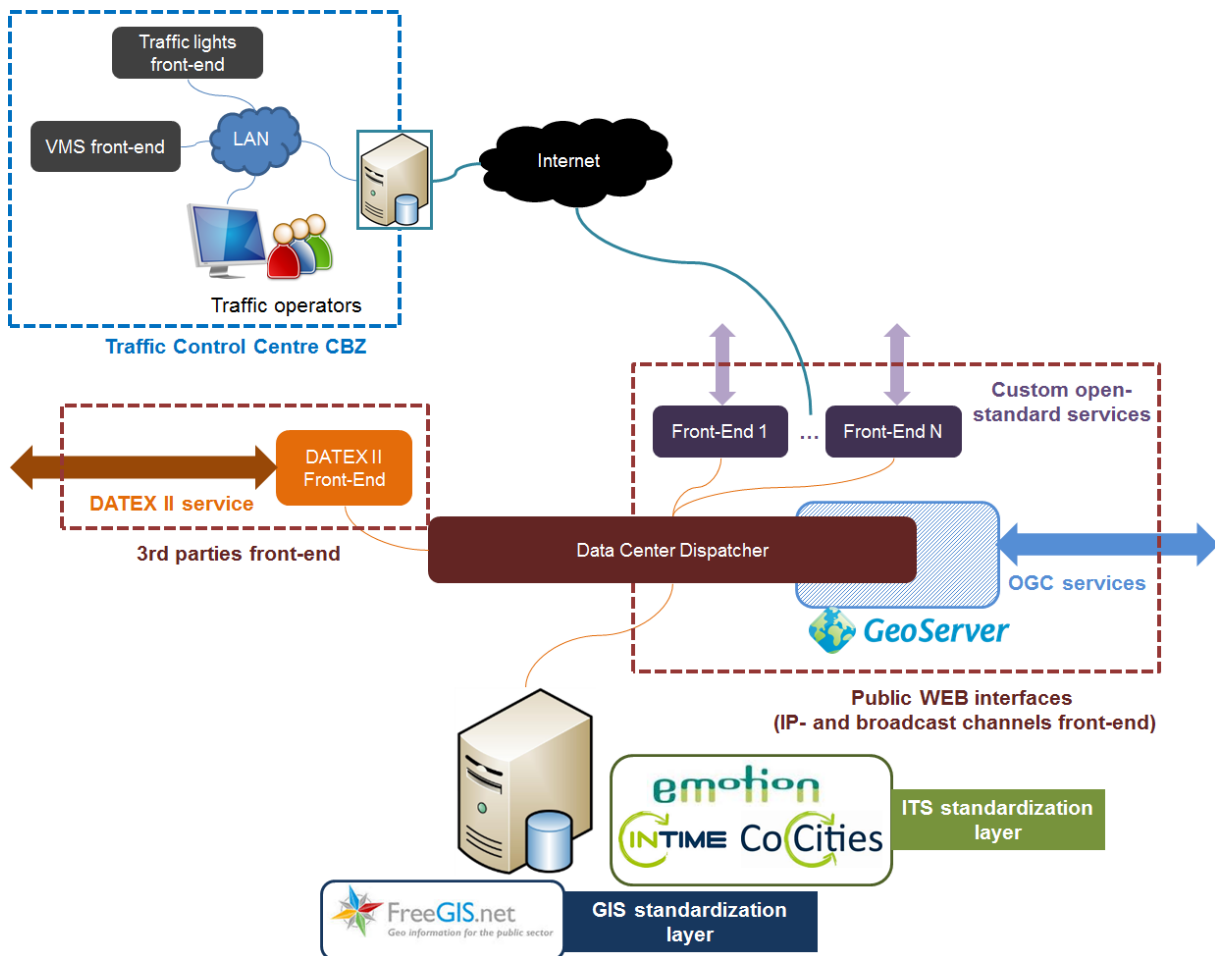 Traffic lights
front-end
VMS front-end
LAN
Internet
Traffic operators
Traffic Control Centre CBZ
Custom open-
standard services
Front-End 1
...
Front-End N
DATEX II
Front-End
DATEX II service
3rd parties front-end
Data Center Dispatcher
OGC services
GeoServer
Public WEB interfaces
(IP- and broadcast channels front-end)
emotion
INTIME
CoCities
ITS standardization
layer
FreeGIS.net
Geo information for the public sector
GIS standardization
layer